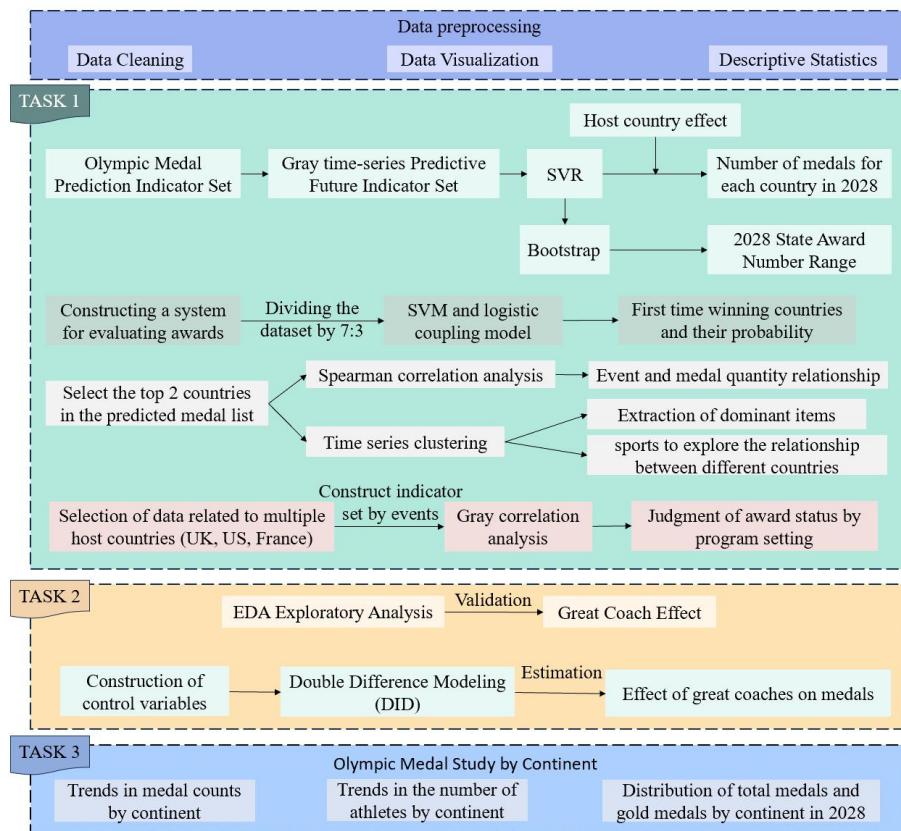 Data preprocessing
Data Cleaning
Data Visualization
Descriptive Statistics
TASK 1
Host country effect
Olympic Medal
Prediction Indicator Set
Gray time-series Predictive
Future Indicator Set
SVR
Number of medals for
each country in 2028
Bootstrap
2028 State Award
Number Range
Constructing a system
for evaluating awards
Dividing the
dataset by 7:3
SVM and logistic
coupling model
First time winning countries
and their probability
Select the top 2 countries
in the predicted medal list
Spearman correlation analysis
Event and medal quantity relationship
Time series clustering
Extraction of dominant items
sports to explore the relationship
between different countries
Selection of data related to multiple
host countries (UK, US, France)
Construct indicator
set by events
Gray correlation
analysis
Judgment of award status by
program setting
TASK 2
EDA Exploratory Analysis
Validation
Great Coach Effect
Construction of
control variables
Double Difference Modeling
(DID)
Estimation
Effect of great coaches on medals
TASK 3
Olympic Medal Study by Continent
Trends in medal counts
by continent
Trends in the number of
athletes by continent
Distribution of total medals and
gold medals by continent in 2028